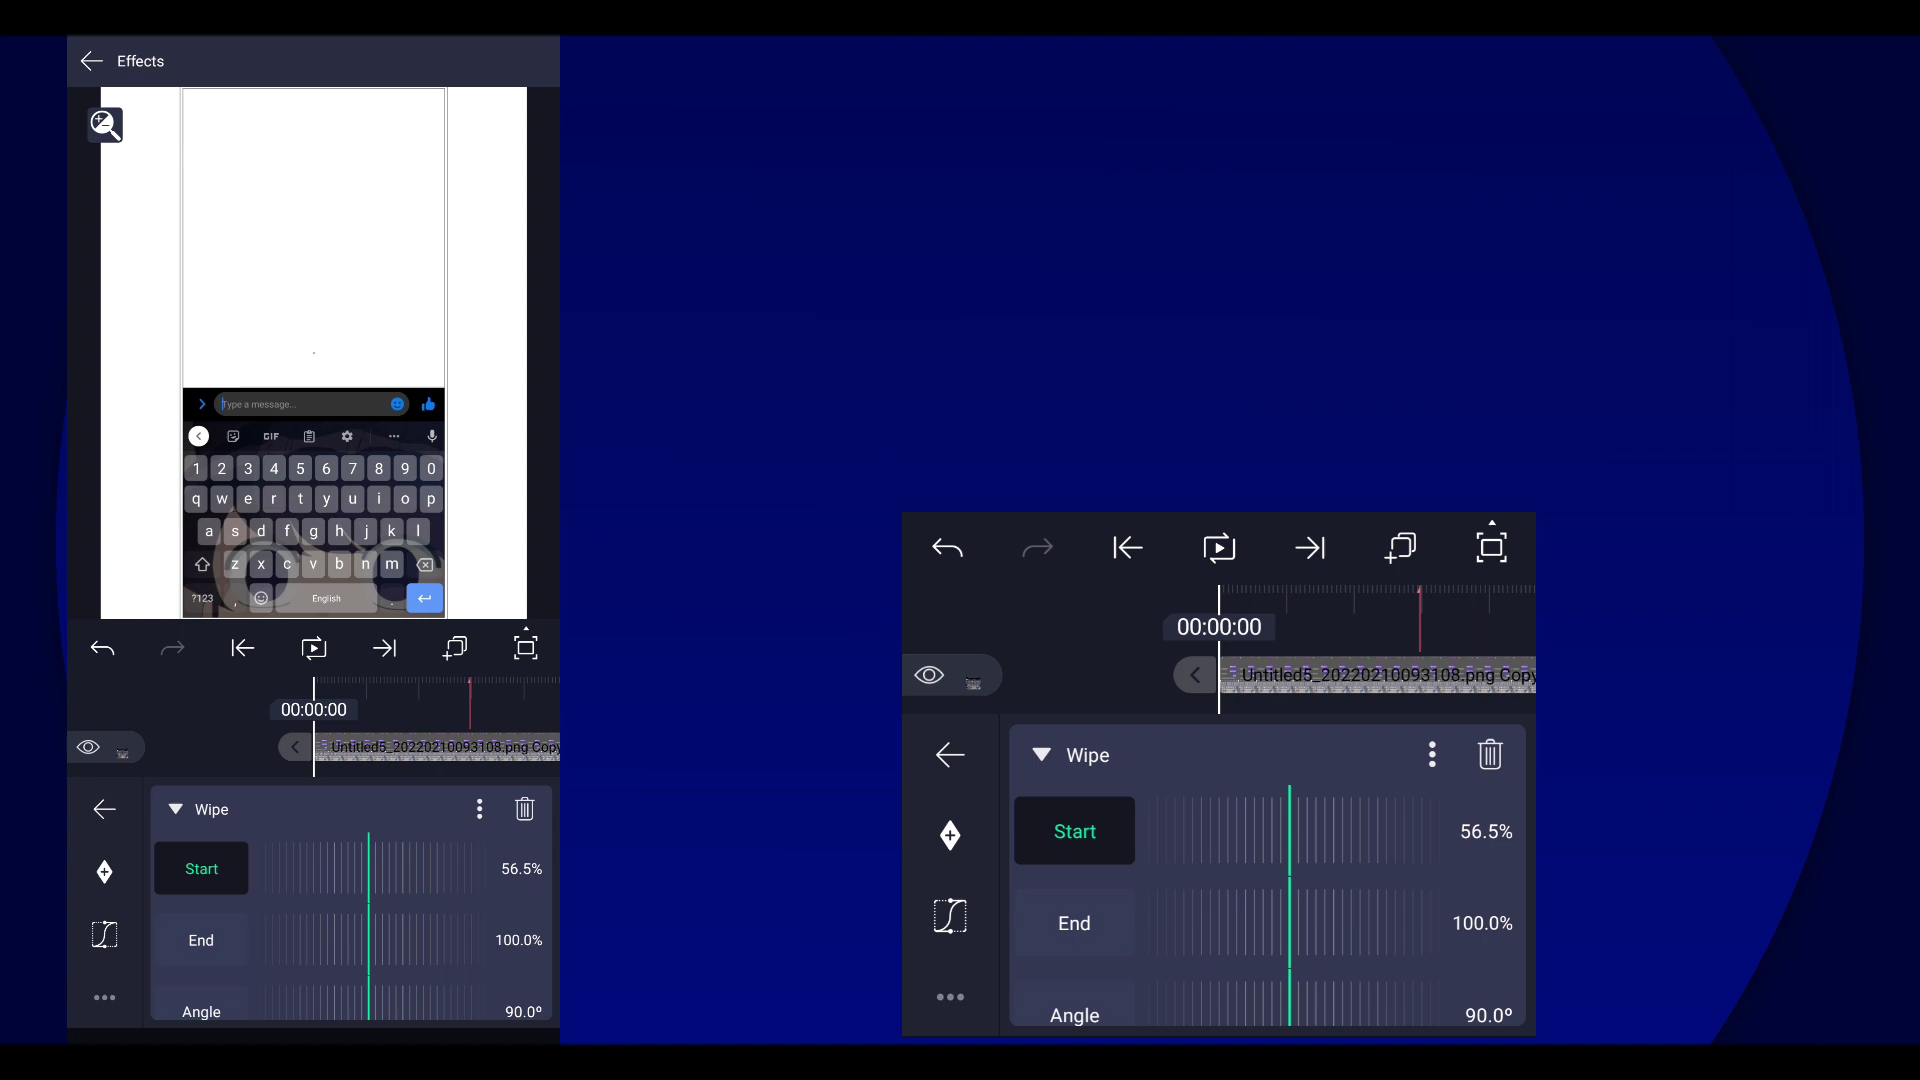 Effects
Type a message...
GIF
1 2 3 4 5 6 7 8 9 0
q w e r t y u i o p
a s d f g h j k l
z x c v b n m
?123 , English .
00:00:00
Untitled5_20220210093108.png Copy
Wipe
Start 56.5%
End 100.0%
Angle 90.0º
00:00:00
Untitled5_20220210093108.png Copy
Wipe
Start 56.5%
End 100.0%
Angle 90.0º